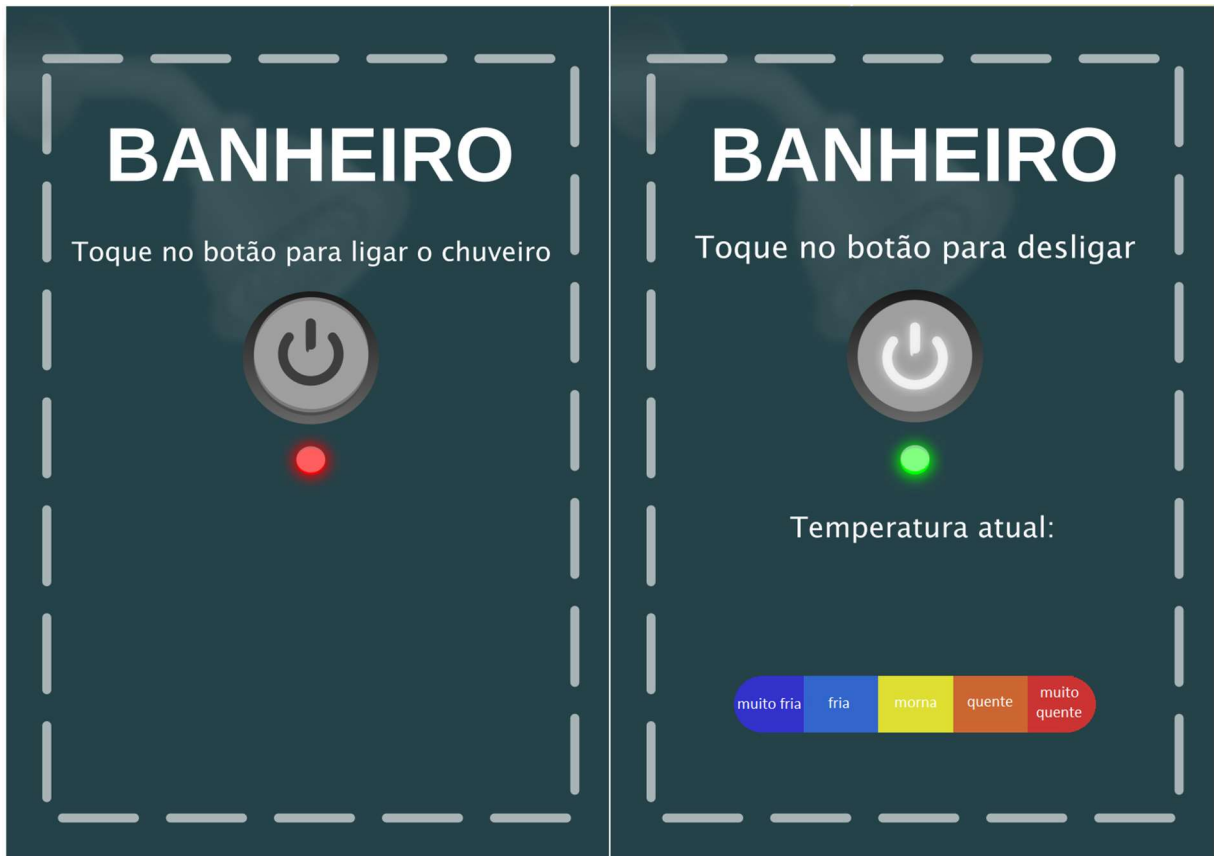 BANHEIRO
Toque no botão para ligar o chuveiro
BANHEIRO
Toque no botão para desligar
Temperatura atual:
muito fria
fria
morna
quente
muito
quente